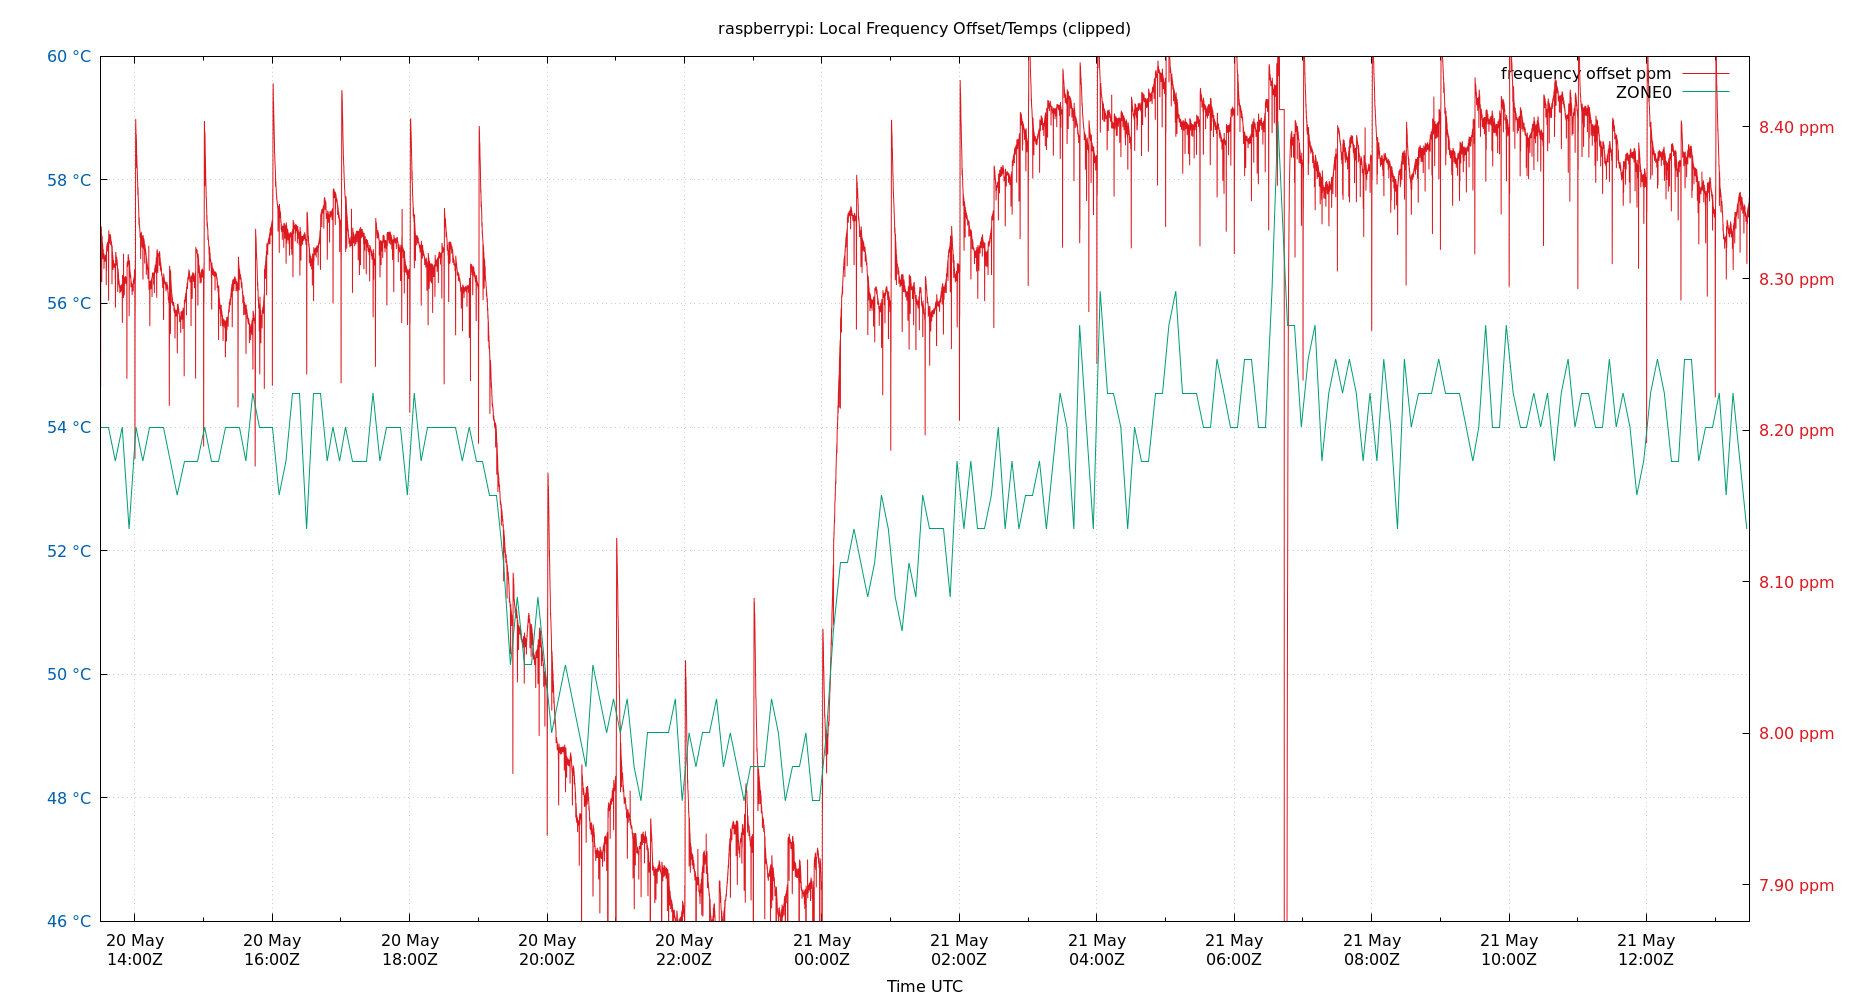 raspberrypi: Local Frequency Offset/Temps (clipped)
60 °C
58 °C
56 °C
54 °C
52 °C
50 °C
48 °C
46 °C
frequency offset ppm
ZONE0
8.40 ppm
8.30 ppm
8.20 ppm
8.10 ppm
8.00 ppm
7.90 ppm
20 May 20 May 20 May 20 May 20 May 21 May 21 May 21 May 21 May 21 May 21 May 21 May
14:00Z 16:00Z 18:00Z 20:00Z 22:00Z 00:00Z 02:00Z 04:00Z 06:00Z 08:00Z 10:00Z 12:00Z
Time UTC